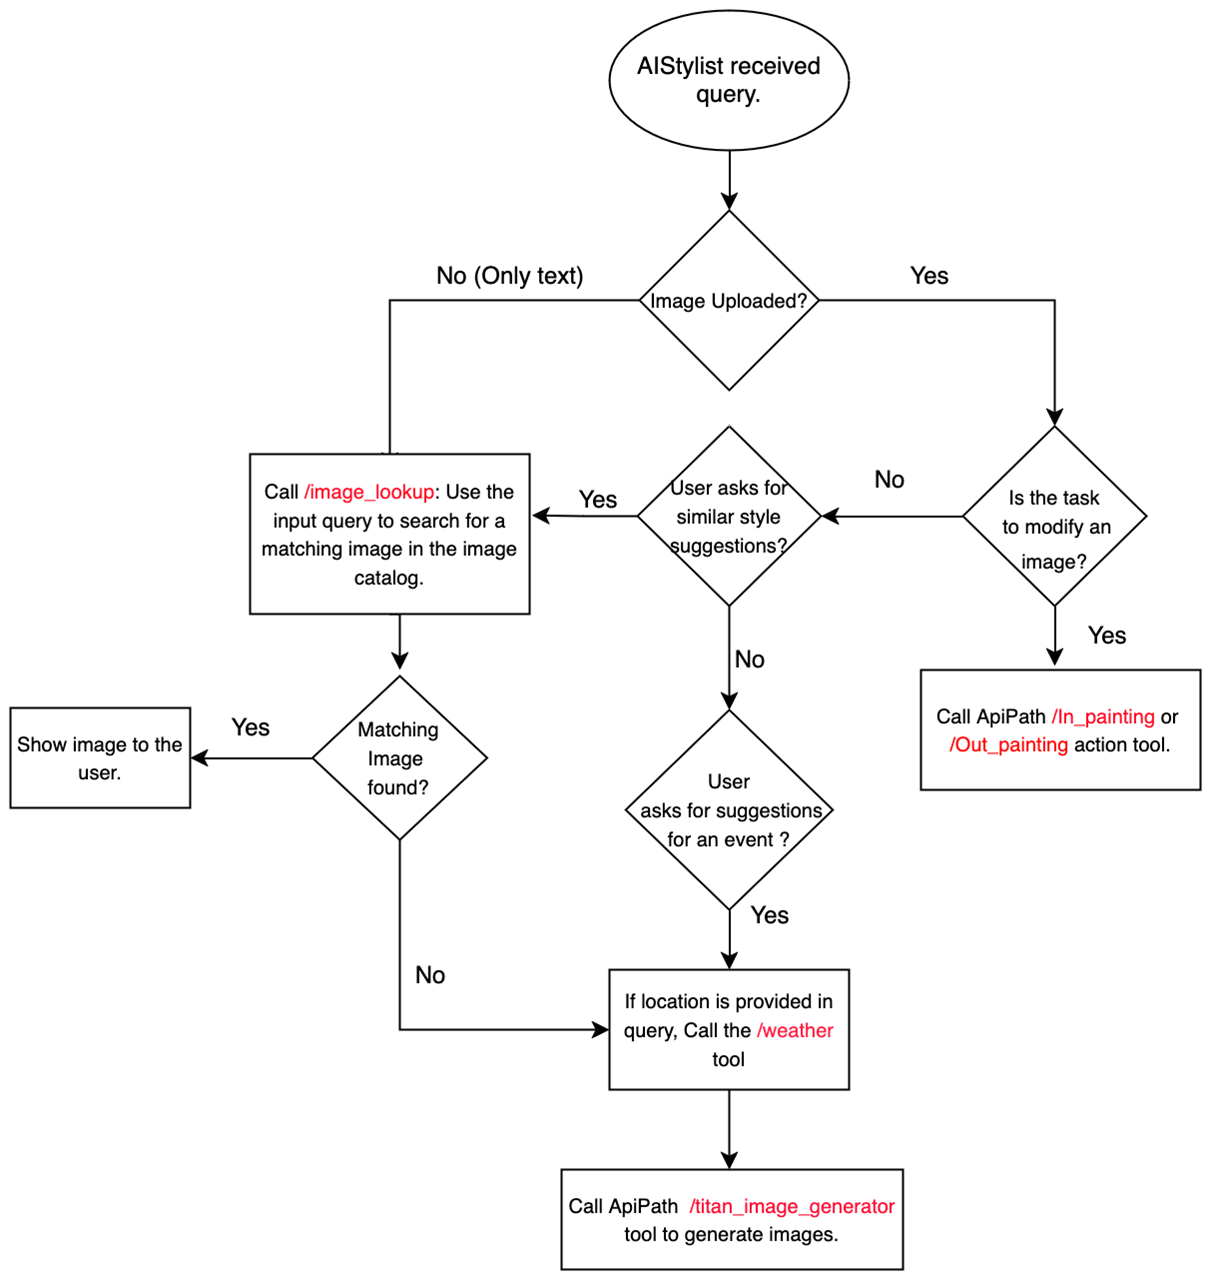 AIStylist received
query.
No (Only text)
Yes
Image Uploaded?
Call /image_lookup: Use the
input query to search for a
matching image in the image
catalog.
Yes
User asks for
similar style
suggestions?
No
Is the task
to modify an
image?
Yes
No
Call ApiPath /In_painting or
/Out_painting action tool.
Show image to the
user.
Yes
Matching
Image
found?
User
asks for suggestions
for an event ?
Yes
No
If location is provided in
query, Call the /weather
tool
Call ApiPath  /titan_image_generator
tool to generate images.